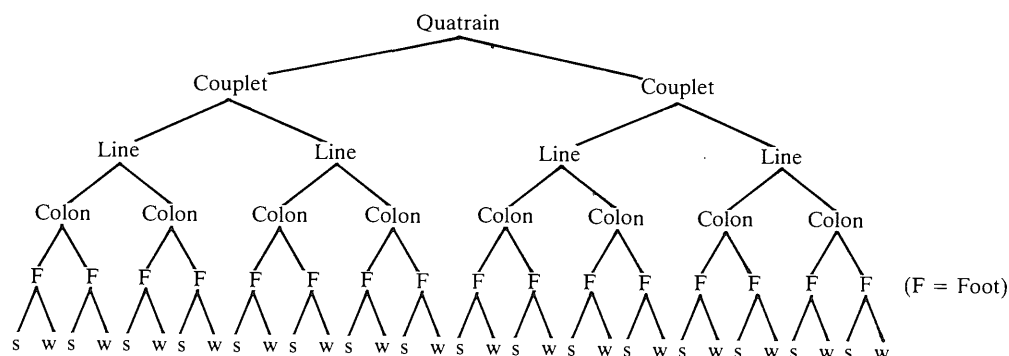 Quatrain
Couplet Couplet
Line Line Line Line
Colon Colon Colon Colon Colon Colon Colon Colon
F F F F F F F F F F F F F F F F (F = Foot)
s w s w s w s w s w s w s w s w s w s w s w s w s w s w s w s w